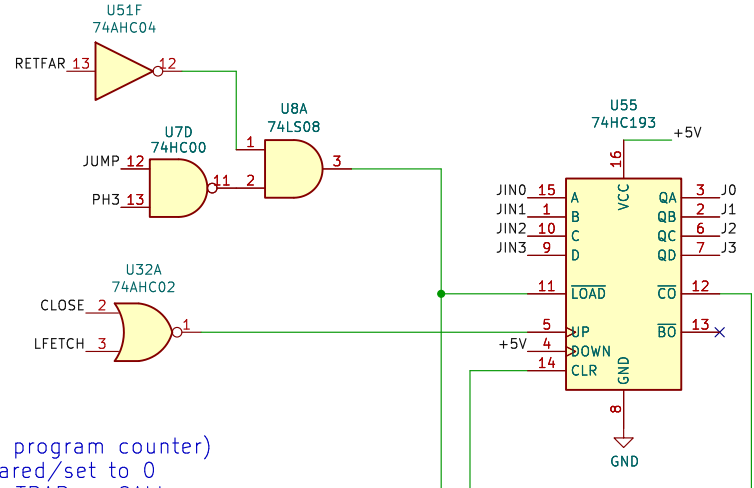 U51F
74AHC04
RETFAR 13 12
U8A
74LS08
U7D
74HC00
1
JUMP 12
11 2
3
PH3 13
U55
74HC193
+5V
16
VCC
JIN0 15 A QA 3 J0
JIN1 1 B QB 2 J1
JIN2 10 C QC 6 J2
JIN3 9 D QD 7 J3
U32A
74AHC02
11 LOAD CO 12
CLOSE 2
1
5 UP BO 13
LFETCH 3
+5V 4 DOWN
14 CLR
GND
8
GND
program counter)
ared/set to 0